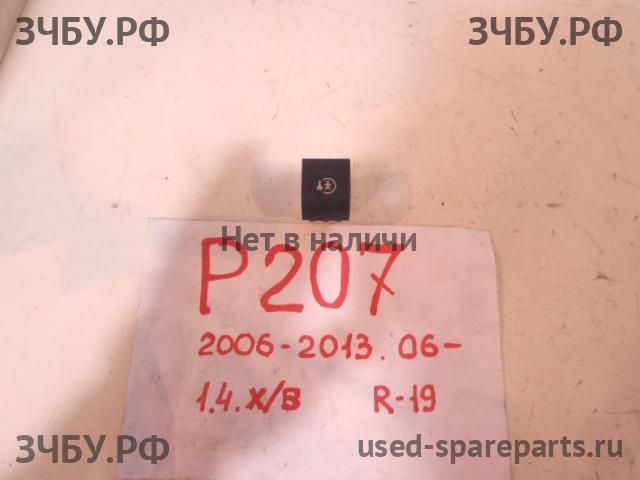 ЗЧБУ.РФ ЗЧБУ.РФ
Нет в наличи
P207
2006-2013. 06-
1.4. х/в R-19
ЗЧБУ.РФ used-spareparts.ru